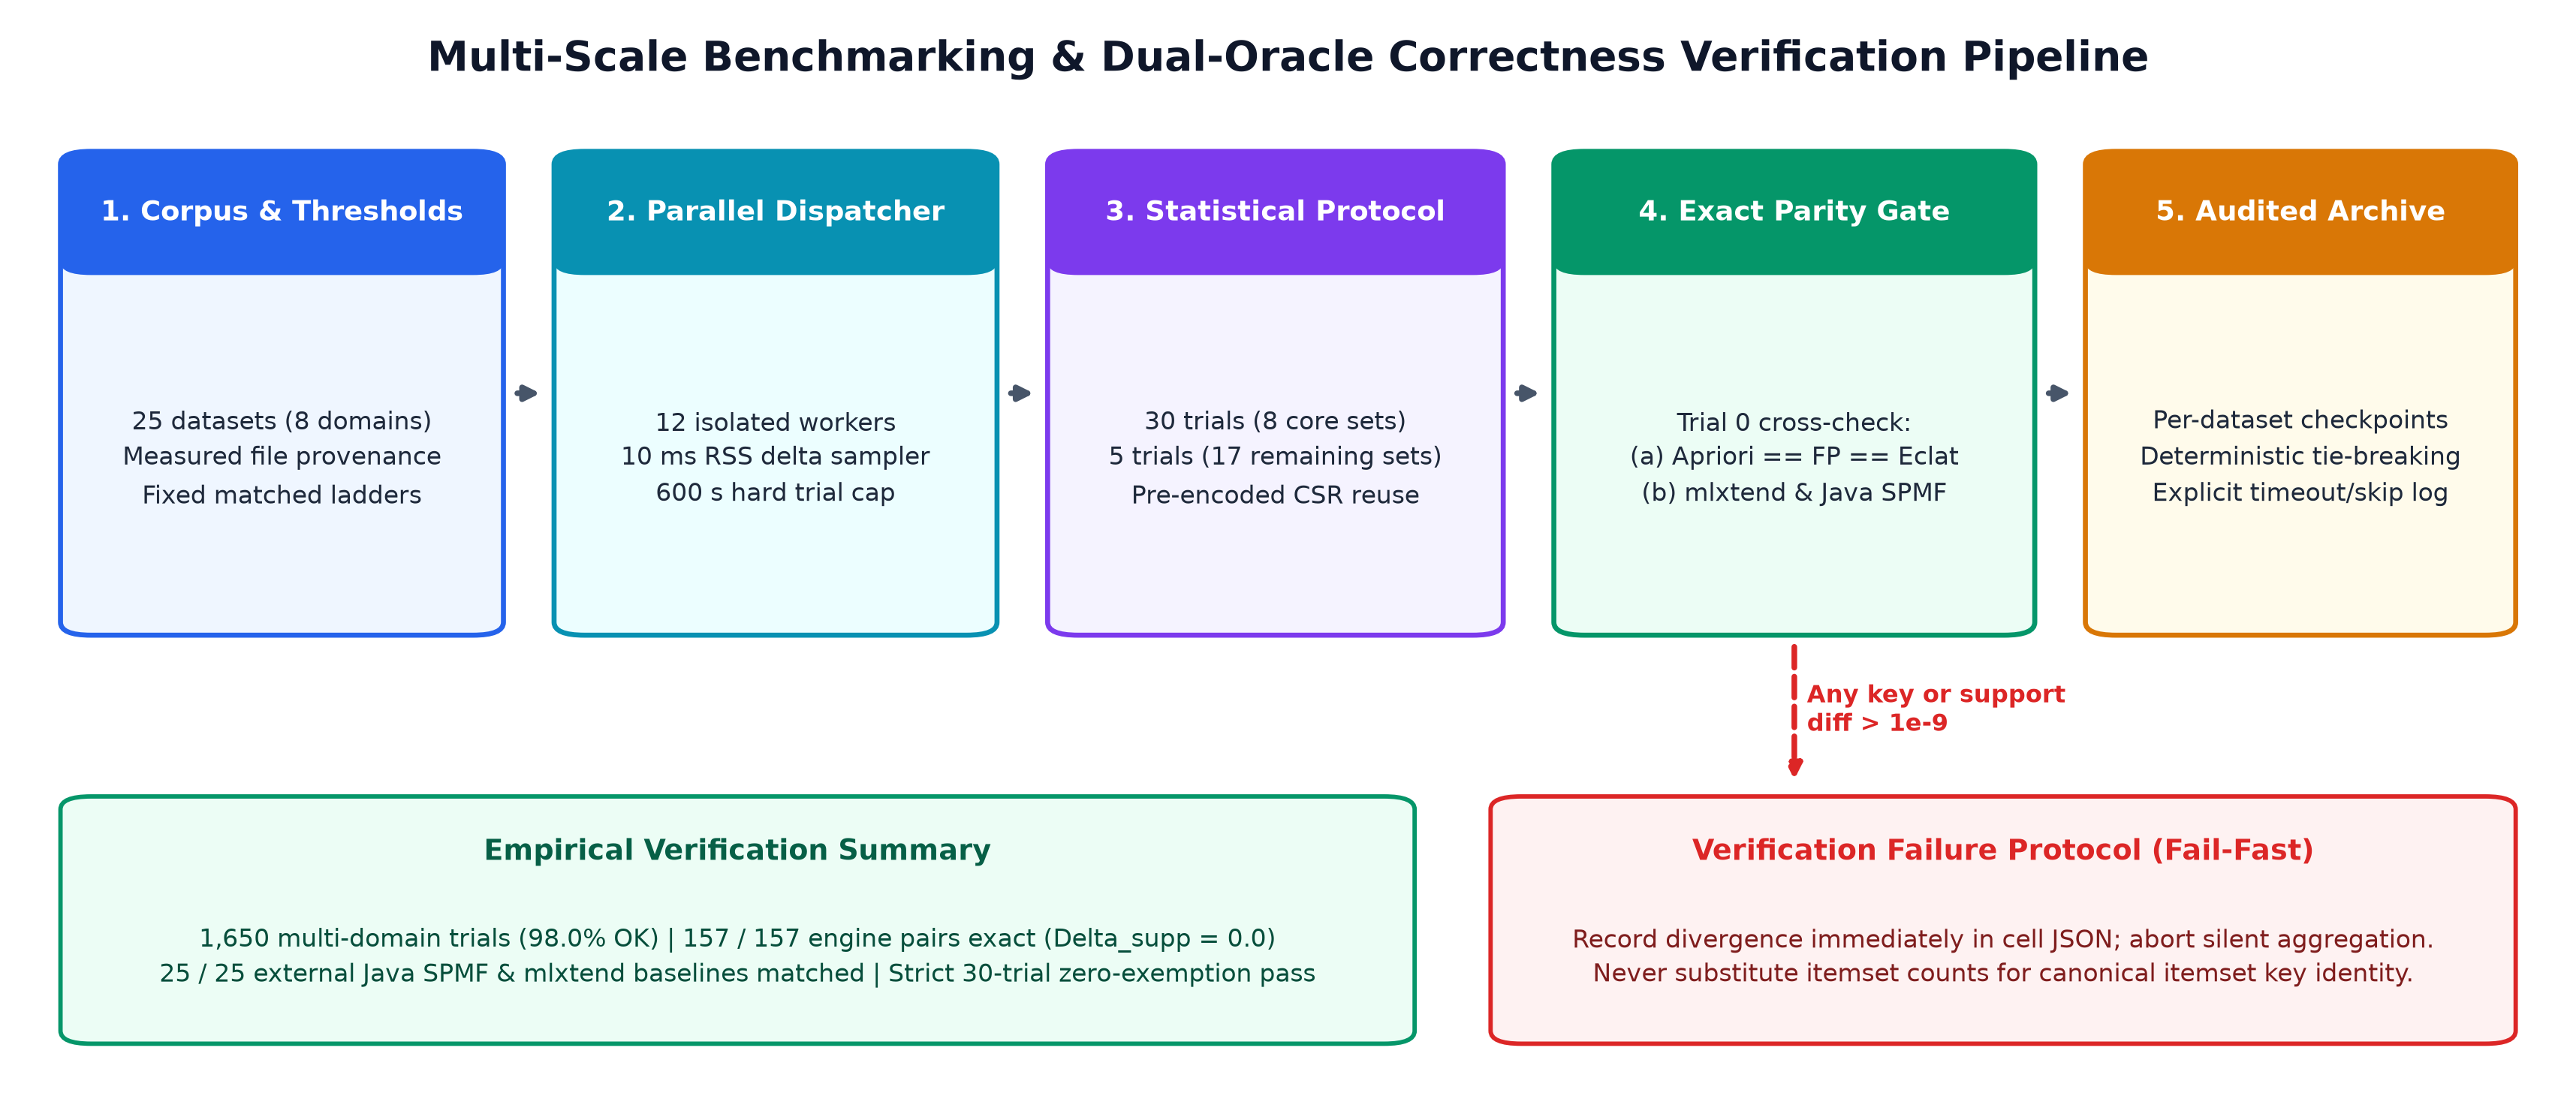 Multi-Scale Benchmarking & Dual-Oracle Correctness Verification Pipeline
1. Corpus & Thresholds
25 datasets (8 domains)
Measured file provenance
Fixed matched ladders
2. Parallel Dispatcher
12 isolated workers
10 ms RSS delta sampler
600 s hard trial cap
3. Statistical Protocol
30 trials (8 core sets)
5 trials (17 remaining sets)
Pre-encoded CSR reuse
4. Exact Parity Gate
Trial 0 cross-check:
(a) Apriori == FP == Eclat
(b) mlxtend & Java SPMF
5. Audited Archive
Per-dataset checkpoints
Deterministic tie-breaking
Explicit timeout/skip log
Any key or support
diff > 1e-9
Empirical Verification Summary
1,650 multi-domain trials (98.0% OK) | 157 / 157 engine pairs exact (Delta_supp = 0.0)
25 / 25 external Java SPMF & mlxtend baselines matched | Strict 30-trial zero-exemption pass
Verification Failure Protocol (Fail-Fast)
Record divergence immediately in cell JSON; abort silent aggregation.
Never substitute itemset counts for canonical itemset key identity.